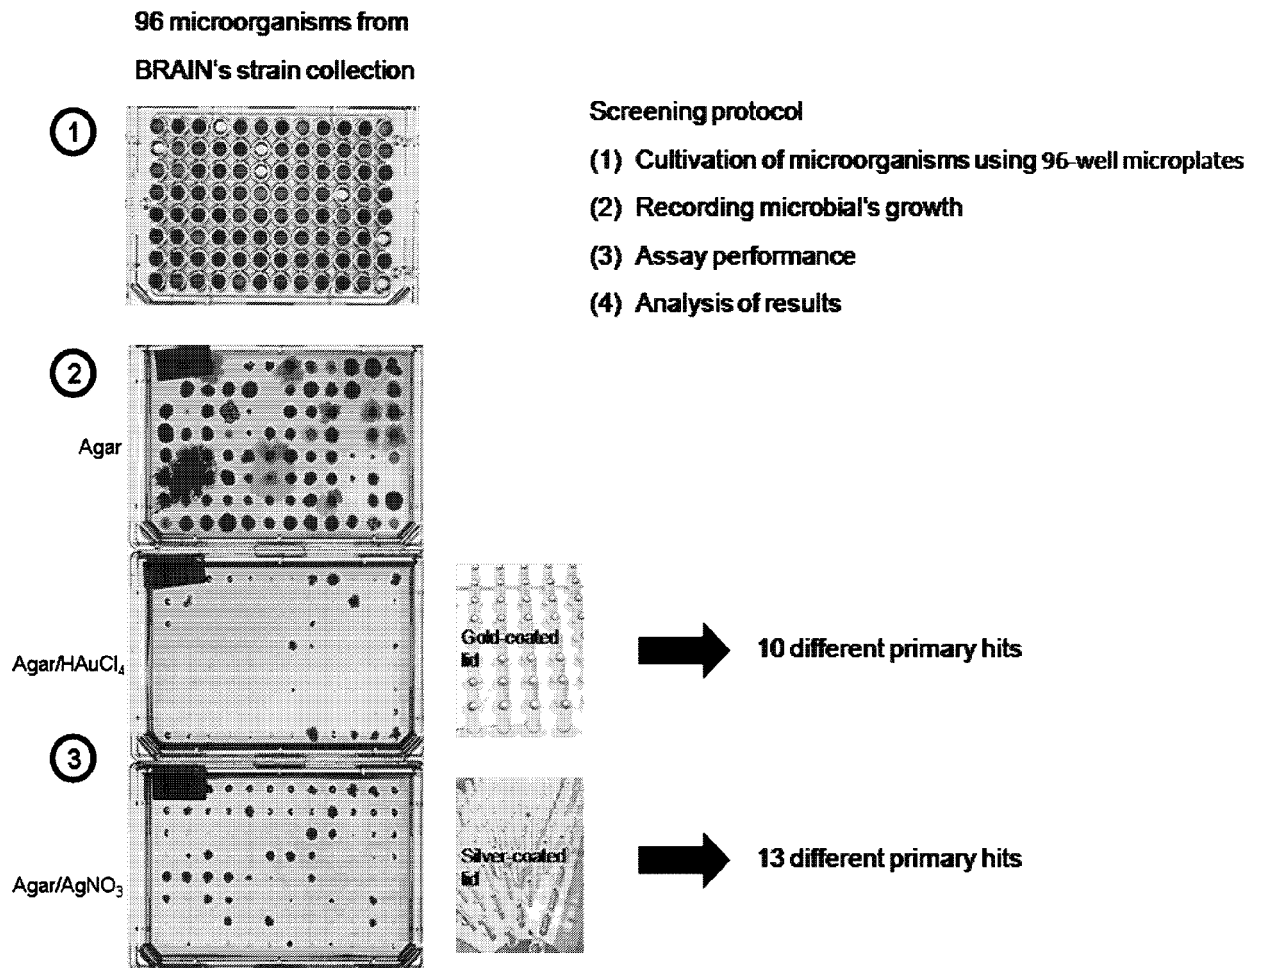 96 microorganisms from
BRAIN's strain collection
1
Screening protocol
(1) Cultivation of microorganisms using 96-well microplates
(2) Recording microbial's growth
(3) Assay performance
(4) Analysis of results
2
Agar
Agar/HAuCl₄
Gold-coated
lid
10 different primary hits
3
Agar/AgNO₃
Silver-coated
lid
13 different primary hits